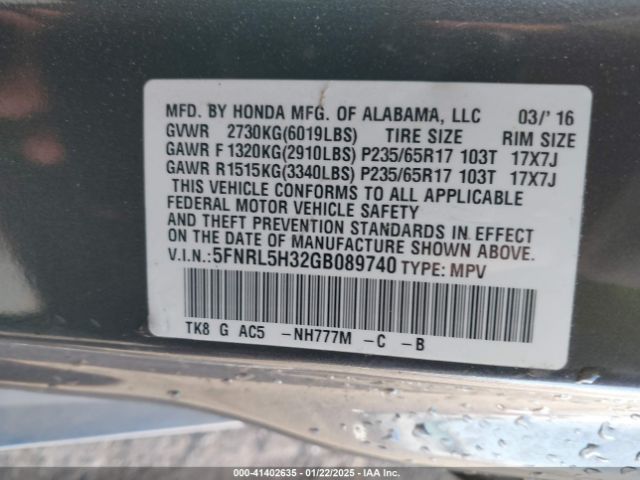 MFD. BY HONDA MFG. OF ALABAMA, LLC 03/' 16
GVWR 2730KG(6019LBS) TIRE SIZE RIM SIZE
GAWR F 1320KG(2910LBS) P235/65R17 103T 17X7J
GAWR R1515KG(3340LBS) P235/65R17 103T 17X7J
THIS VEHICLE CONFORMS TO ALL APPLICABLE
FEDERAL MOTOR VEHICLE SAFETY
AND THEFT PREVENTION STANDARDS IN EFFECT
ON THE DATE OF MANUFACTURE SHOWN ABOVE.
V.I.N.:5FNRL5H32GB089740 TYPE: MPV
TK8 G AC5 -NH777M -C -B
000-41402635 - 01/22/2025 - IAA Inc.